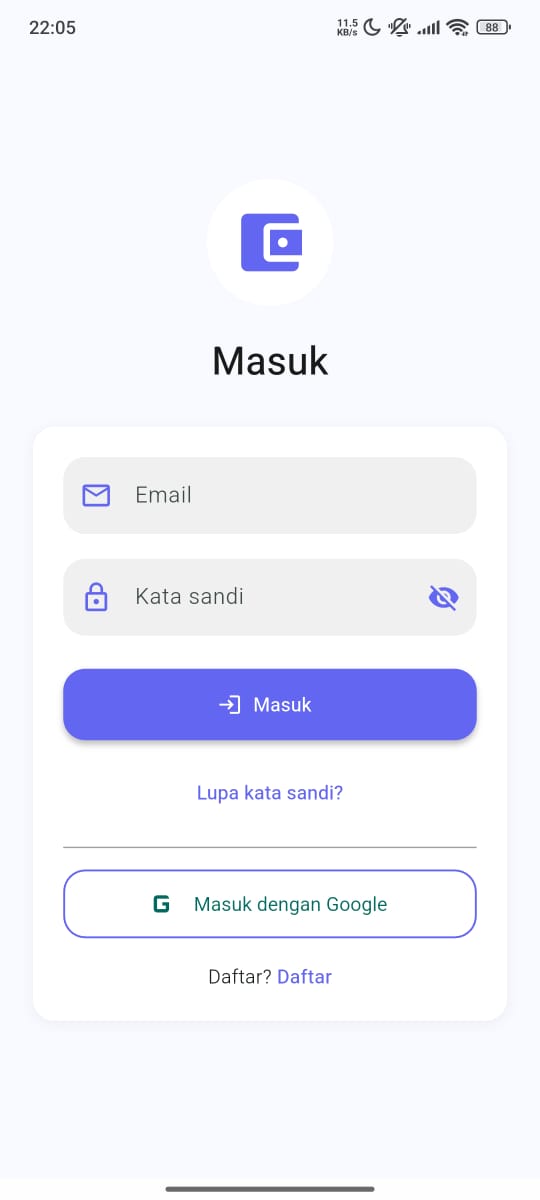 22:05
11.5
KB/s
88
Masuk
Email
Kata sandi
Masuk
Lupa kata sandi?
G Masuk dengan Google
Daftar? Daftar